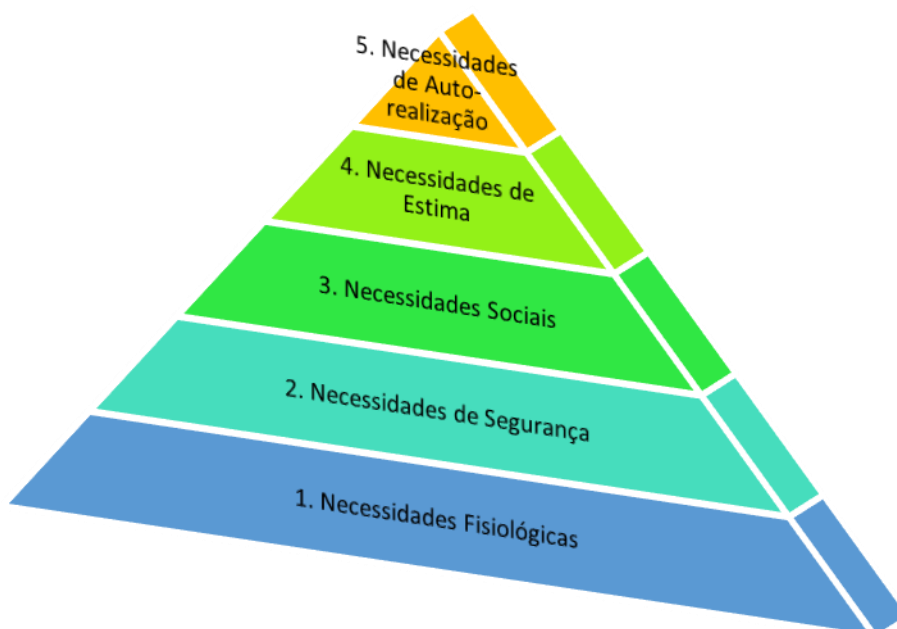 5. Necessidades
de Auto-
realização
4. Necessidades de
Estima
3. Necessidades Sociais
2. Necessidades de Segurança
1. Necessidades Fisiológicas